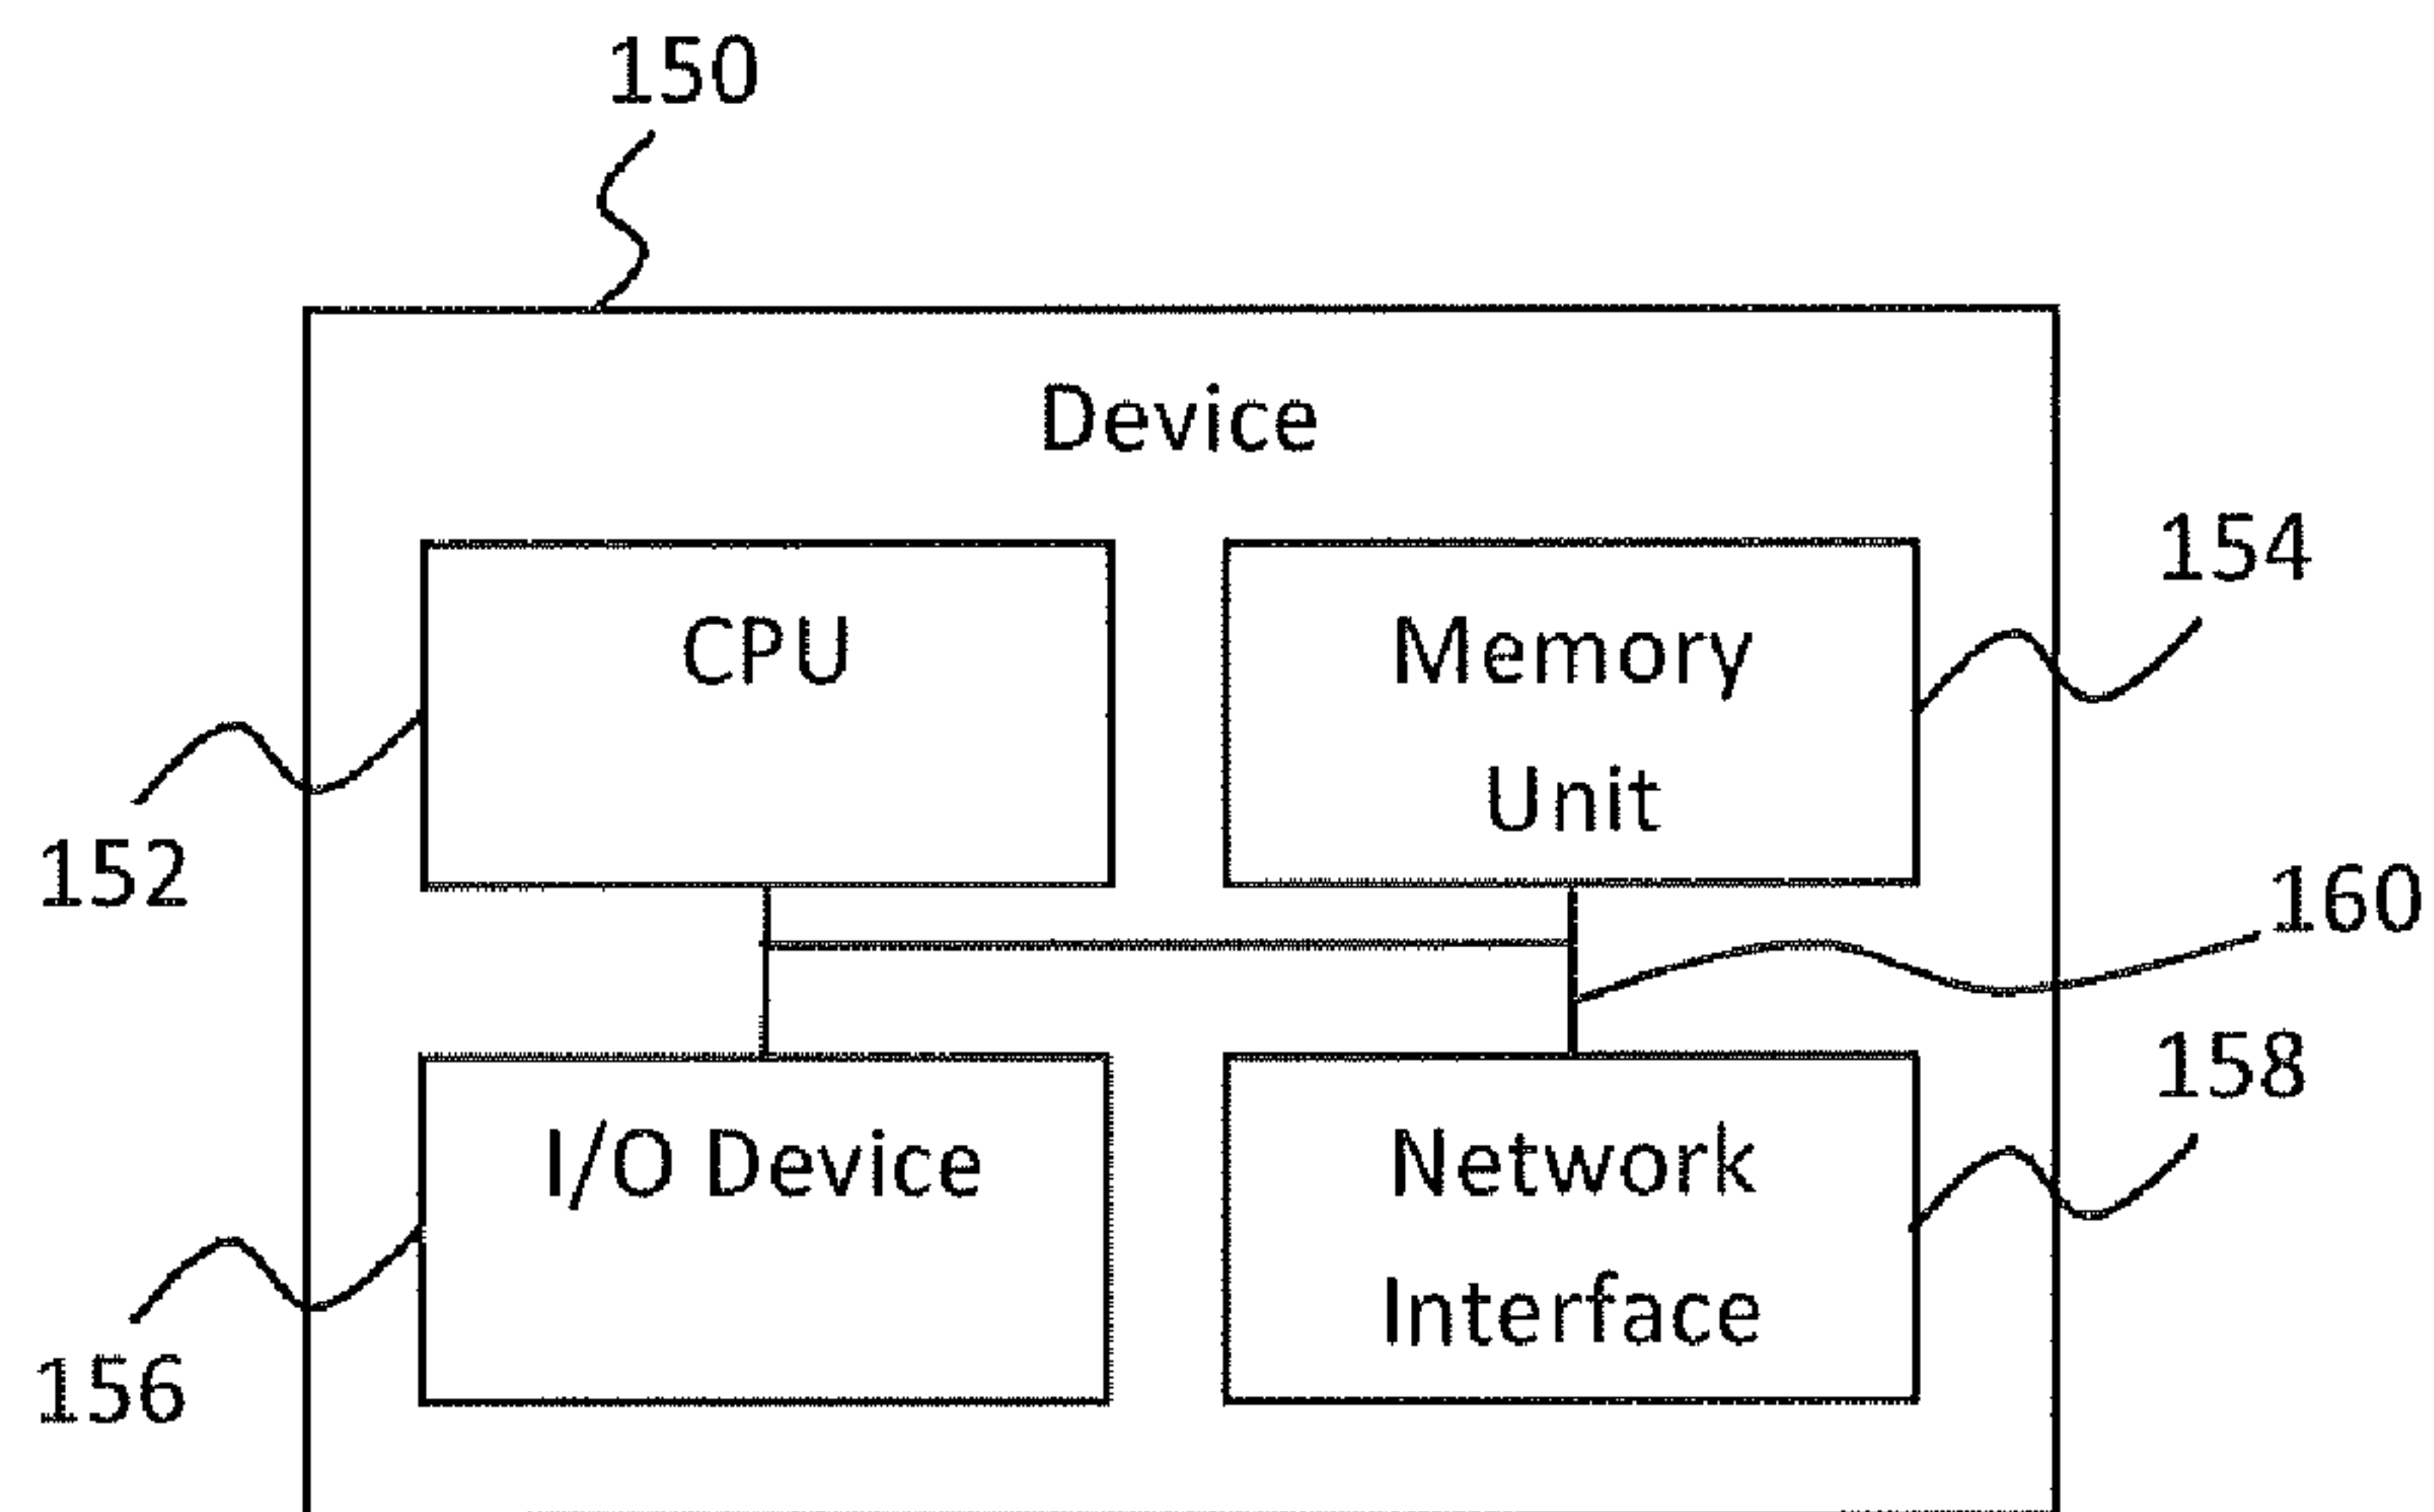 150
Device
154
CPU
Memory
Unit
152
160
158
I/O Device
Network
Interface
156